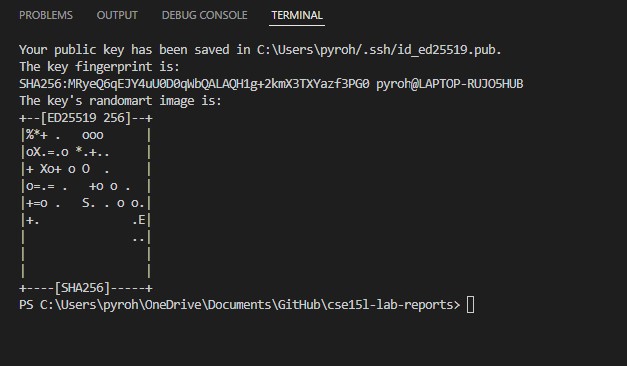 PROBLEMS OUTPUT DEBUG CONSOLE TERMINAL
Your public key has been saved in C:\Users\pyroh/.ssh/id_ed25519.pub.
The key fingerprint is:
SHA256:MRyeQ6qEJY4uU0D0qWbQALAQH1g+2kmX3TXYazf3PG0 pyroh@LAPTOP-RUJO5HUB
The key's randomart image is:
+--[ED25519 256]--+
|%*+ .   ooo      |
|oX.=.o *.+..     |
|+ Xo+ o O  .     |
|o=.= .   +o o .  |
|+=o .   S. . o o.|
|+.             .E|
|               ..|
|                 |
|                 |
+----[SHA256]-----+
PS C:\Users\pyroh\OneDrive\Documents\GitHub\cse15l-lab-reports>